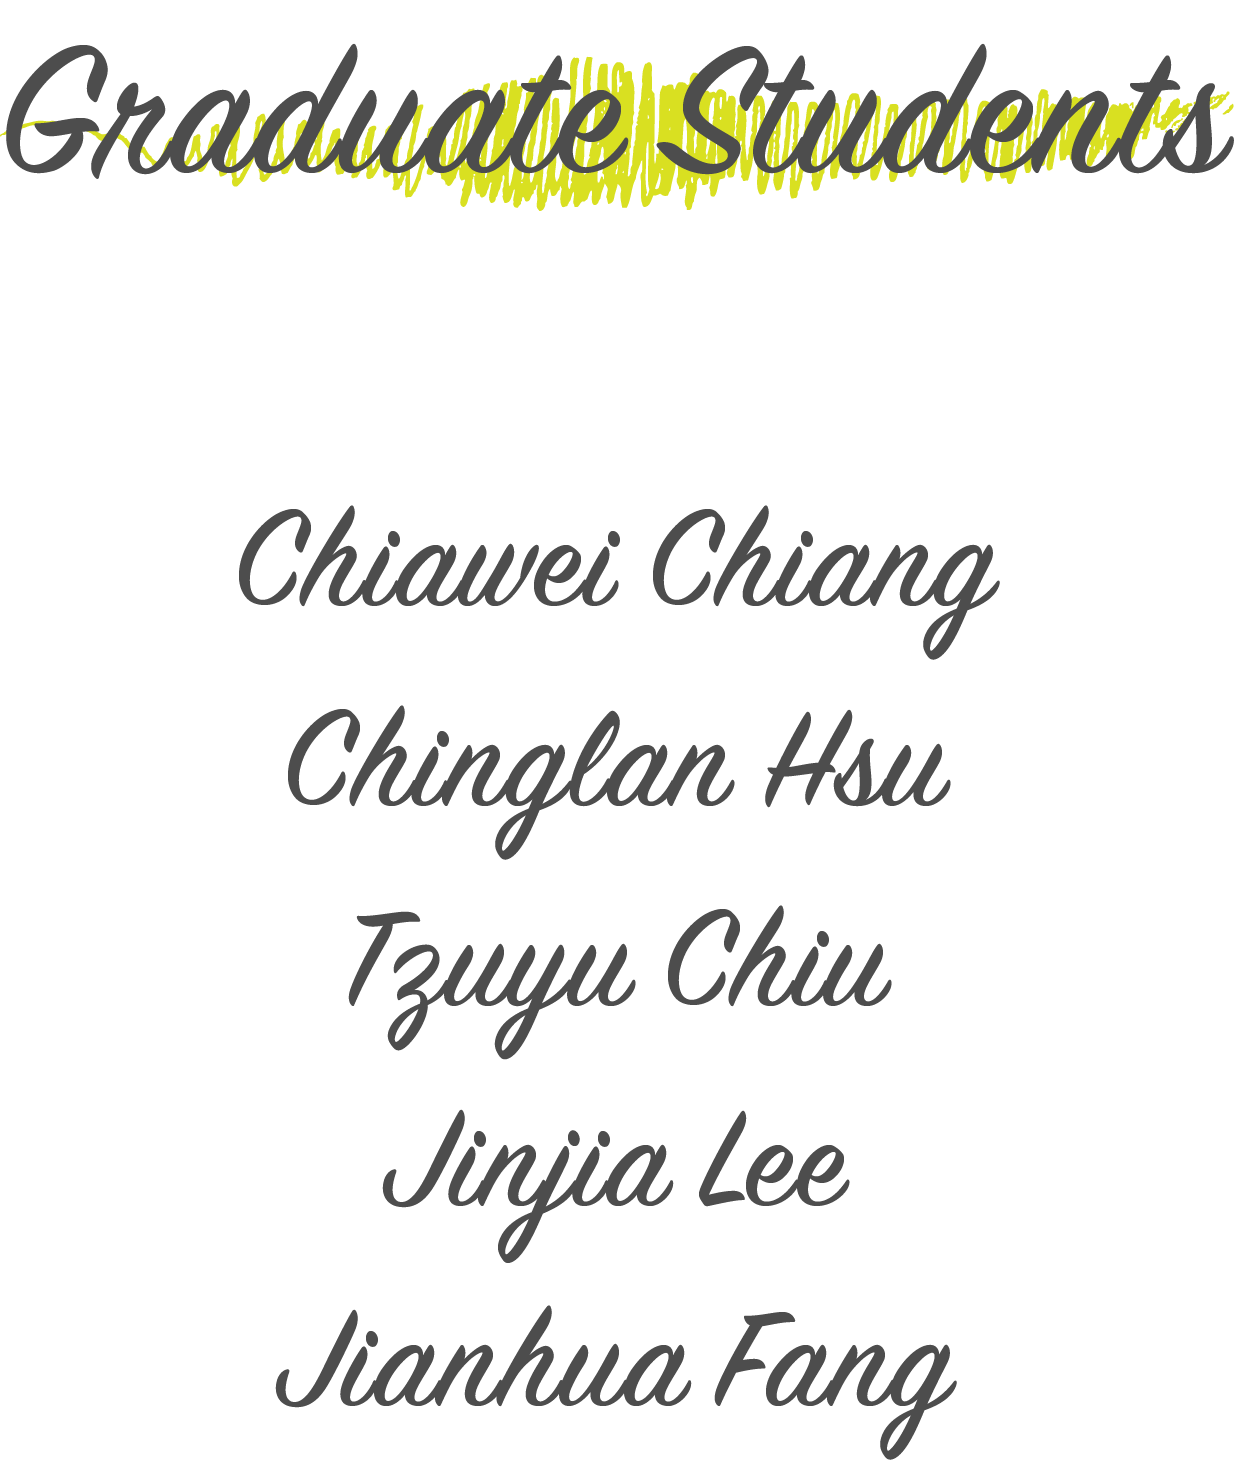 Graduate Students
Chiawei Chiang
Chinglan Hsu
Tzuyu Chiu
Jinjia Lee
Jianhua Fang